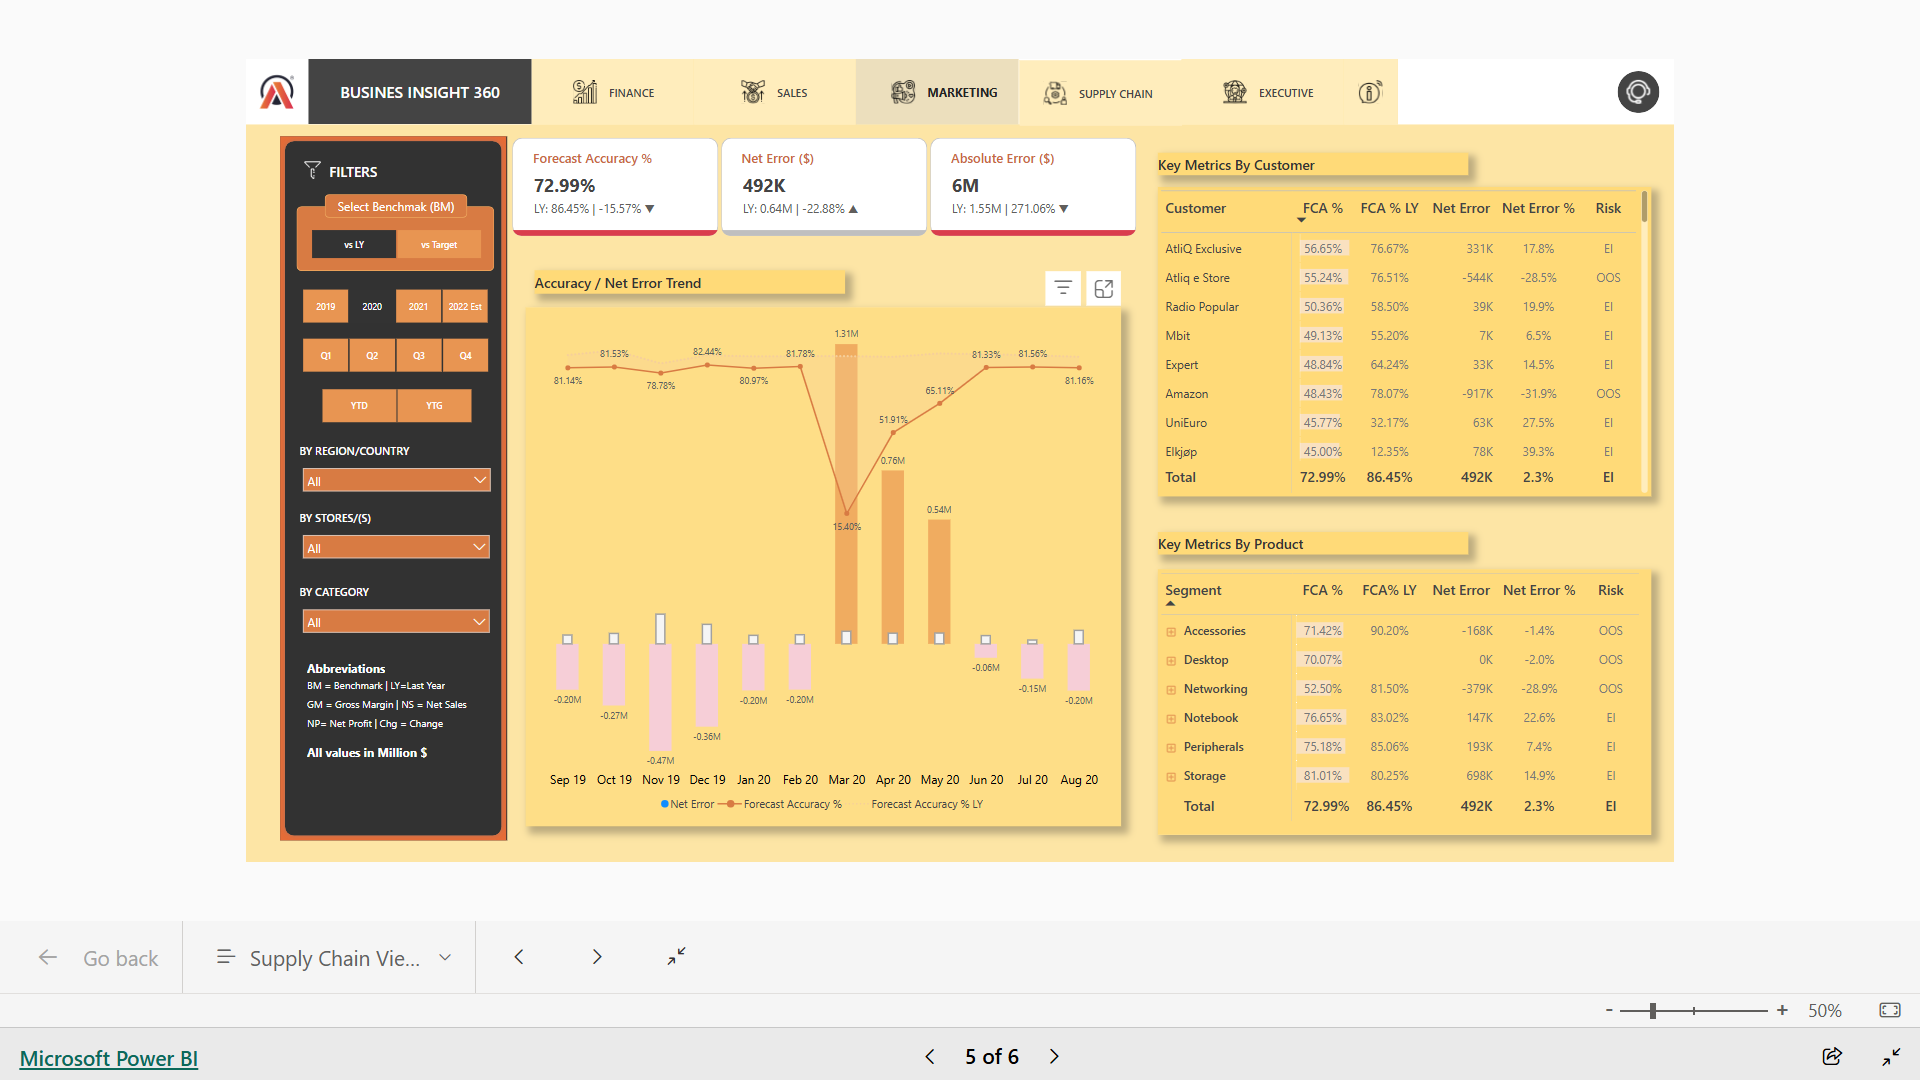 BUSINES INSIGHT 360
FINANCE
SALES
MARKETING
SUPPLY CHAIN
EXECUTIVE
FILTERS
Select Benchmak (BM)
vs LY
vs Target
2019 2020 2021 2022 Est
Q1 Q2 Q3 Q4
YTD YTG
BY REGION/COUNTRY
All
BY STORES/(S)
All
BY CATEGORY
All
Abbreviations
BM = Benchmark | LY=Last Year
GM = Gross Margin | NS = Net Sales
NP= Net Profit | Chg = Change
All values in Million $
Forecast Accuracy %
72.99%
LY: 86.45% | -15.57% ▼
Net Error ($)
492K
LY: 0.64M | -22.88% ▲
Absolute Error ($)
6M
LY: 1.55M | 271.06% ▼
Accuracy / Net Error Trend
1.31M
81.53% 82.44% 81.78% 81.33% 81.56%
81.14% 78.78% 80.97% 65.11% 81.16%
51.91%
0.76M
0.54M
15.40%
-0.20M -0.27M -0.47M -0.36M -0.20M -0.20M -0.06M -0.15M -0.20M
Sep 19 Oct 19 Nov 19 Dec 19 Jan 20 Feb 20 Mar 20 Apr 20 May 20 Jun 20 Jul 20 Aug 20
Net Error Forecast Accuracy % Forecast Accuracy % LY
Key Metrics By Customer
Customer FCA % FCA % LY Net Error Net Error % Risk
AtliQ Exclusive 56.65% 76.67% 331K 17.8% EI
Atliq e Store 55.24% 76.51% -544K -28.5% OOS
Radio Popular 50.36% 58.50% 39K 19.9% EI
Mbit 49.13% 55.20% 7K 6.5% EI
Expert 48.84% 64.24% 33K 14.5% EI
Amazon 48.43% 78.07% -917K -31.9% OOS
UniEuro 45.77% 32.17% 63K 27.5% EI
Elkjøp 45.00% 12.35% 78K 39.3% EI
Total 72.99% 86.45% 492K 2.3% EI
Key Metrics By Product
Segment FCA % FCA% LY Net Error Net Error % Risk
Accessories 71.42% 90.20% -168K -1.4% OOS
Desktop 70.07% 0K -2.0% OOS
Networking 52.50% 81.50% -379K -28.9% OOS
Notebook 76.65% 83.02% 147K 22.6% EI
Peripherals 75.18% 85.06% 193K 7.4% EI
Storage 81.01% 80.25% 698K 14.9% EI
Total 72.99% 86.45% 492K 2.3% EI
Go back
Supply Chain Vie...
- + 50%
Microsoft Power BI
5 of 6